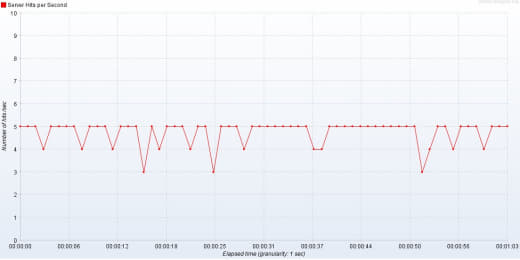 Server Hits per Second
10
9
8
7
6
5
4
3
2
1
0
Number of hits /sec
00:00:00 00:00:06 00:00:12 00:00:18 00:00:25 00:00:31 00:00:37 00:00:44 00:00:50 00:00:56 00:01:03
Elapsed time (granularity: 1 sec)